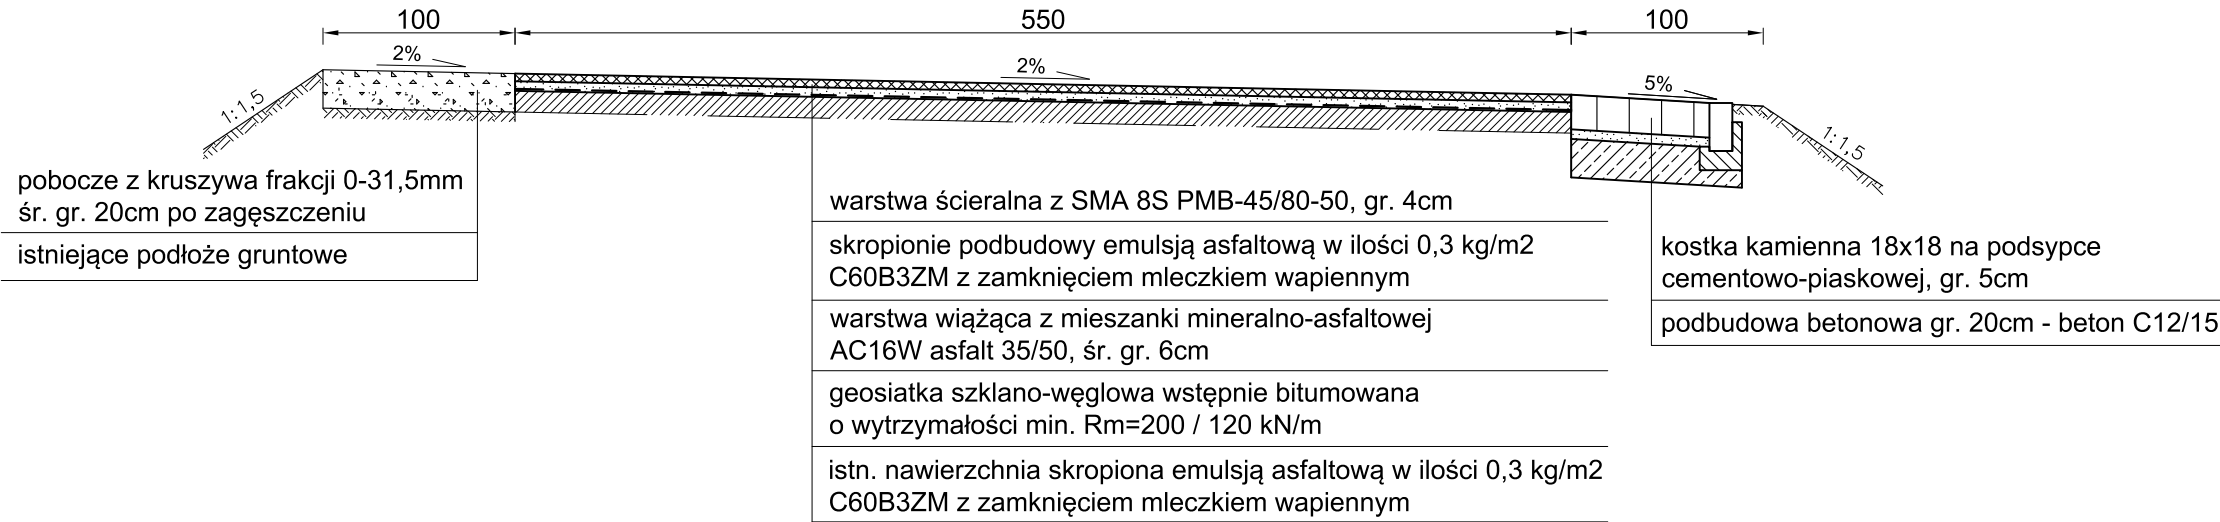 100
550
100
2%
2%
5%
1:1,5
1:1,5
pobocze z kruszywa frakcji 0-31,5mm
śr. gr. 20cm po zagęszczeniu
istniejące podłoże gruntowe
warstwa ścieralna z SMA 8S PMB-45/80-50, gr. 4cm
skropionie podbudowy emulsją asfaltową w ilości 0,3 kg/m2
C60B3ZM z zamknięciem mleczkiem wapiennym
warstwa wiążąca z mieszanki mineralno-asfaltowej
AC16W asfalt 35/50, śr. gr. 6cm
geosiatka szklano-węglowa wstępnie bitumowana
o wytrzymałości min. Rm=200 / 120 kN/m
istn. nawierzchnia skropiona emulsją asfaltową w ilości 0,3 kg/m2
C60B3ZM z zamknięciem mleczkiem wapiennym
kostka kamienna 18x18 na podsypce
cementowo-piaskowej, gr. 5cm
podbudowa betonowa gr. 20cm - beton C12/15